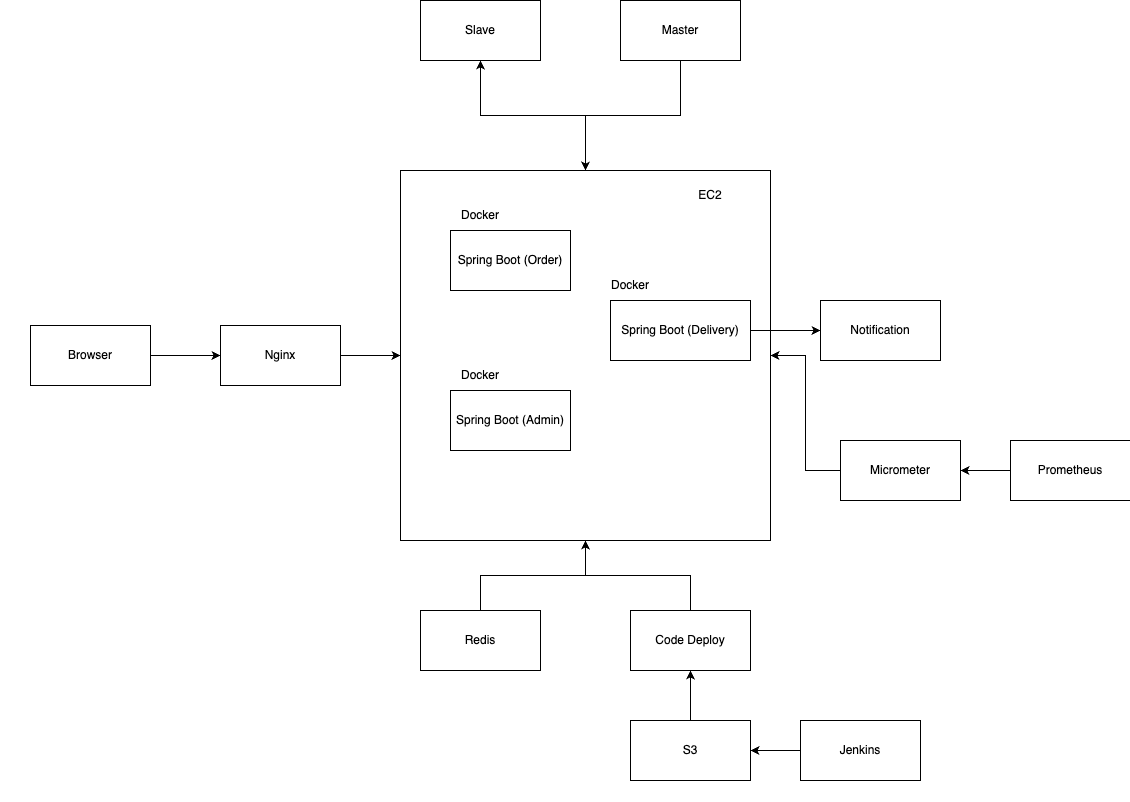 Slave
Master
EC2
Docker
Spring Boot (Order)
Docker
Spring Boot (Delivery)
Notification
Browser
Nginx
Docker
Spring Boot (Admin)
Micrometer
Prometheus
Redis
Code Deploy
S3
Jenkins